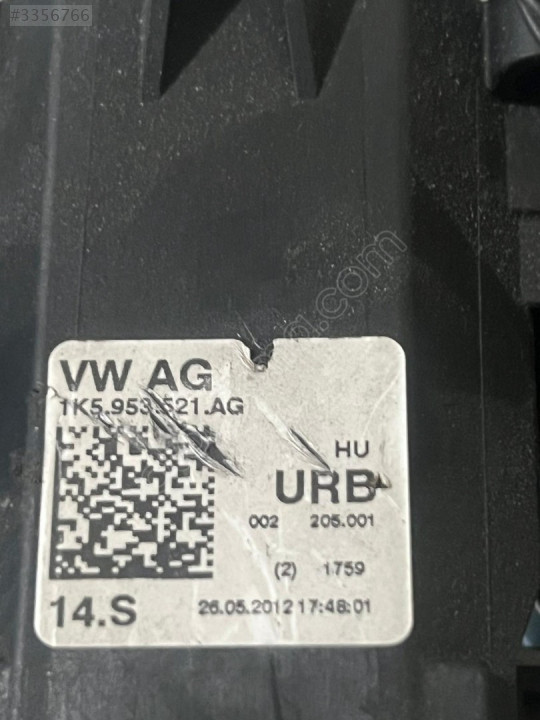 #3356766
VW AG
1K5.953.521.AG
HU
URB
002 205.001
(2) 1759
14.S 26.05.2012 17:48:01